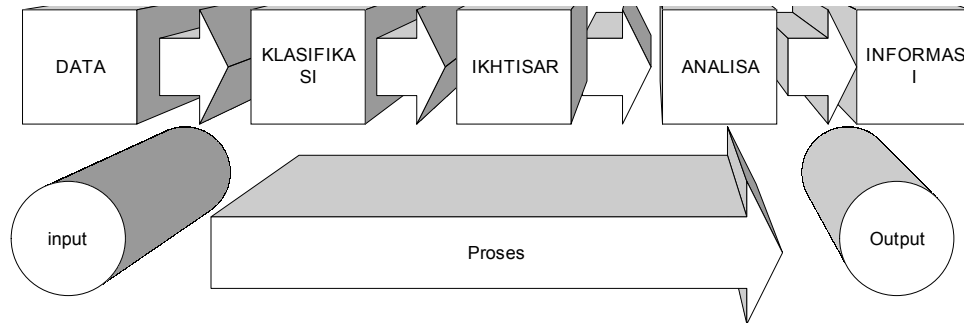 DATA
KLASIFIKA
SI
IKHTISAR
ANALISA
INFORMAS
I
input
Proses
Output